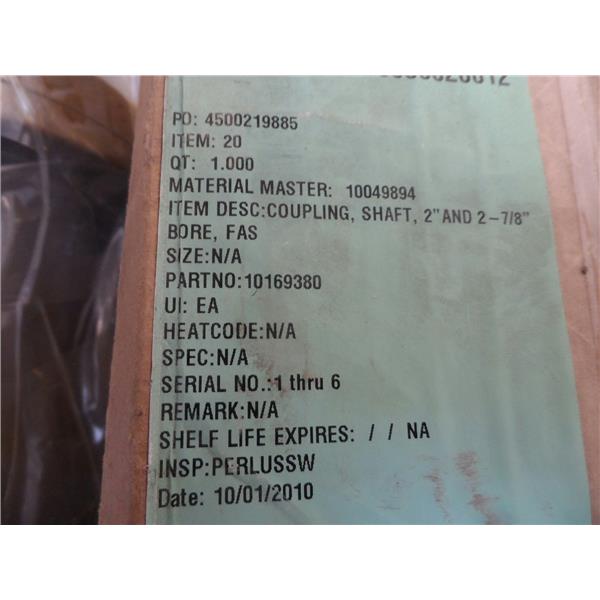 PO: 4500219885
ITEM: 20
QT: 1.000
MATERIAL MASTER: 10049894
ITEM DESC:COUPLING, SHAFT, 2"AND 2-7/8"
BORE, FAS
SIZE:N/A
PARTNO:10169380
UI: EA
HEATCODE:N/A
SPEC:N/A
SERIAL NO.:1 thru 6
REMARK:N/A
SHELF LIFE EXPIRES: / / NA
INSP:PERLUSSW
Date: 10/01/2010